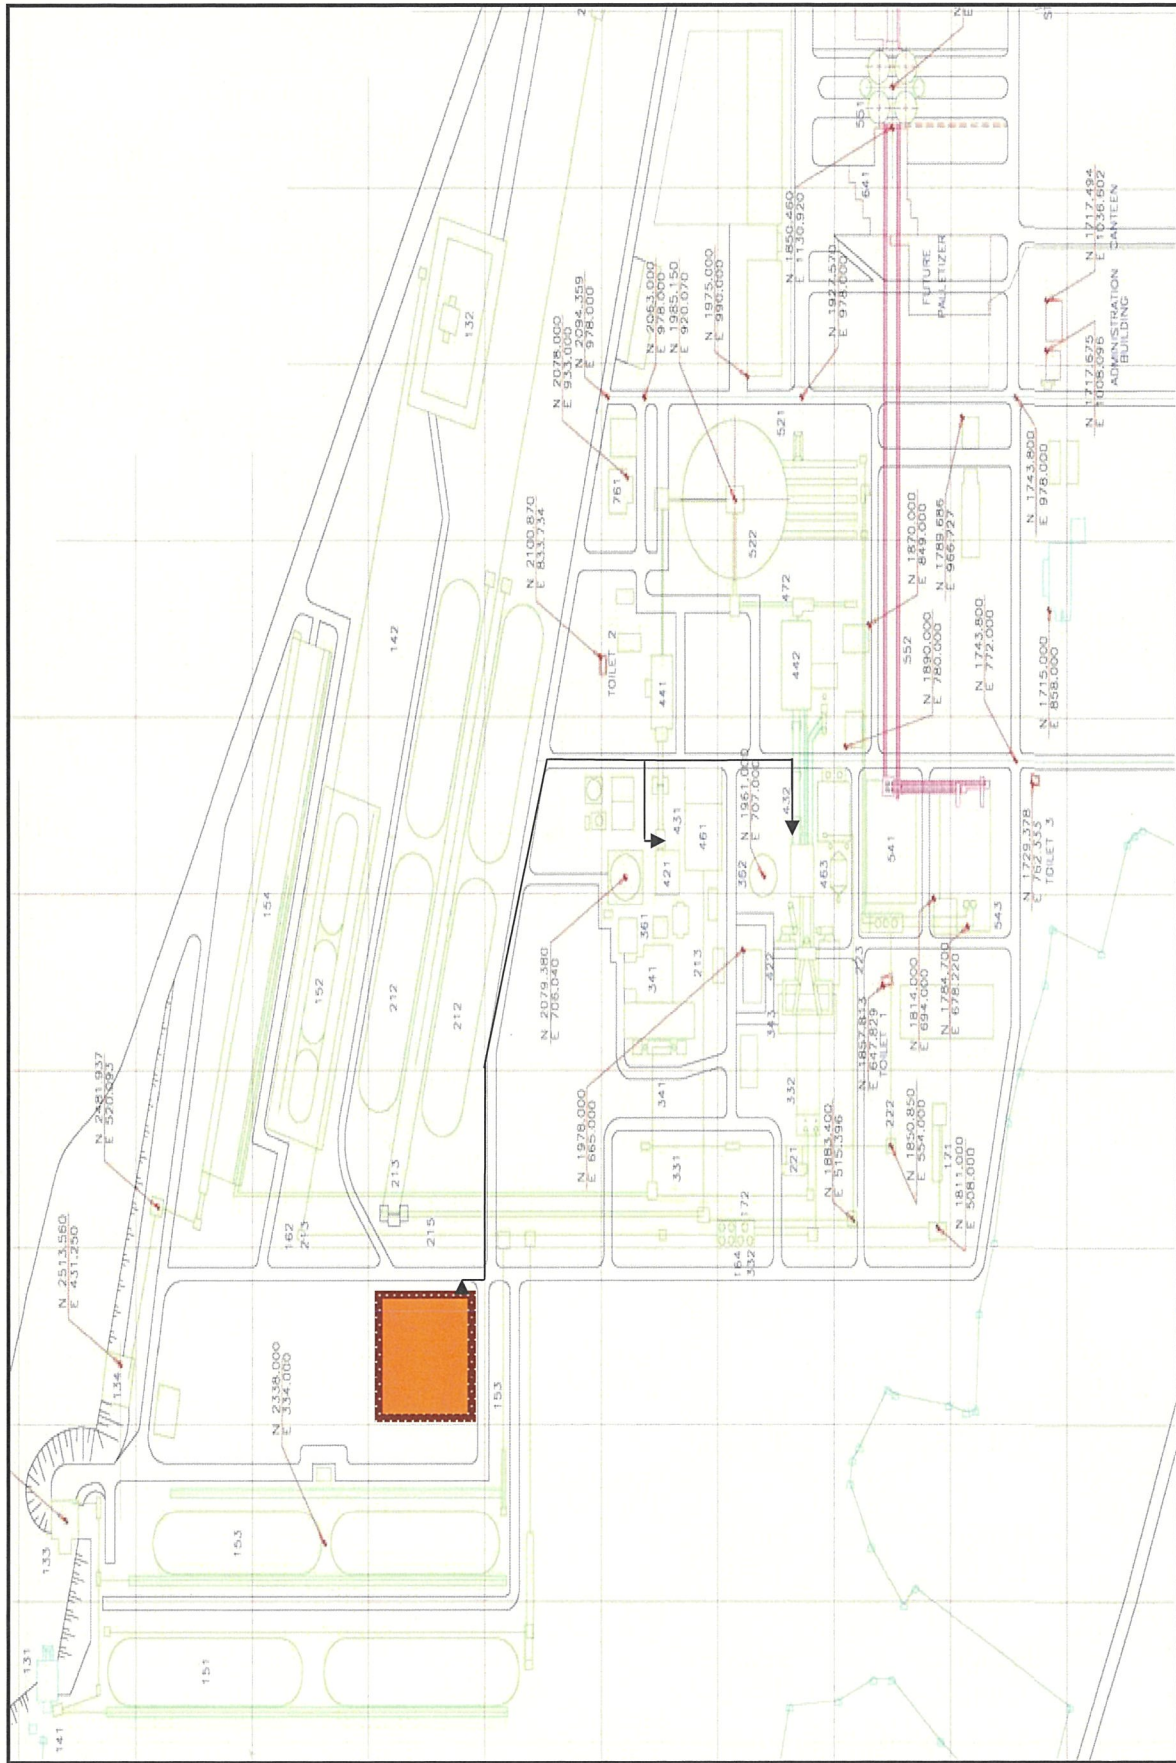 132
N 2094.359
E 978.000
N 2078.000
E 933.000
N 2063.000
E 978.000
N 1985.150
E 920.070
N 1975.000
E 990.000
N 1850.460
E 1130.920
N 1927.570
E 978.000
551
641
FUTURE
PALLETIZER
N 1717.494
E 1036.602
CANTEEN
N 1717.675
E 1008.096
ADMINISTRATION
BUILDING
N 1743.800
E 978.000
761
521
522
N 2100.870
E 833.734
TOILET 2
142
441
472
442
N 1870.000
E 849.000
N 1789.686
E 966.727
N 1890.000
E 780.000
552
N 1743.800
E 772.000
N 1715.000
E 858.000
154
152
212
212
431
421
461
N 1961.000
E 707.000
432
362
463
541
N 1729.378
E 762.333
TOILET 3
543
361
341
213
N 2079.380
E 706.040
422
343
223
N 1857.813
E 647.829
TOILET 1
N 1814.000
E 694.000
N 1784.700
E 678.220
N 2481.937
E 520.093
N 1978.000
E 665.000
341
332
331
221
222
N 1883.400
E 515.396
N 1850.850
E 554.000
171
N 1811.000
E 508.000
162
213
213
215
172
164
332
N 2513.560
E 431.250
134
N 2338.000
E 334.000
153
153
133
131
151
141